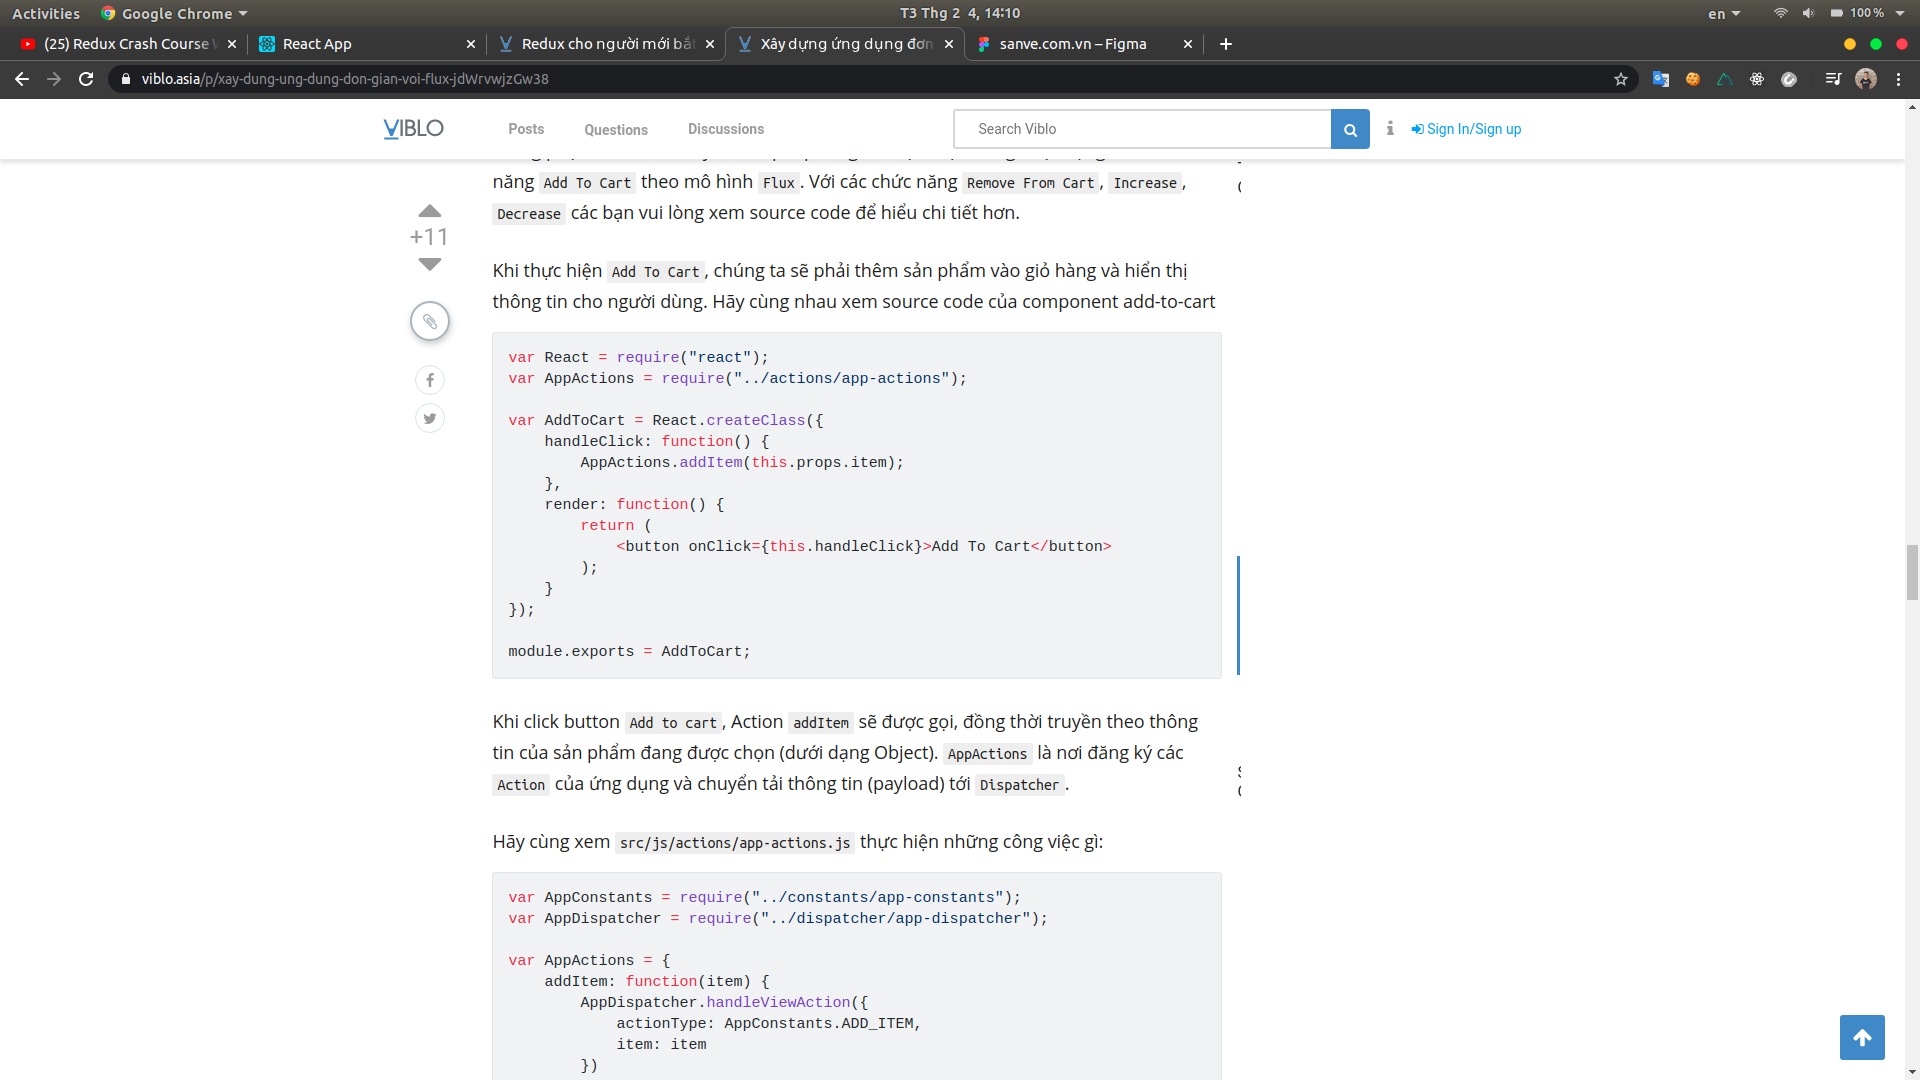 Activities Google Chrome T3 Thg 2 4, 14:10 en 100 %
(25) Redux Crash Course React App Redux cho người mới bắt Xây dựng ứng dụng đơn sanve.com.vn – Figma
viblo.asia/p/xay-dung-ung-dung-don-gian-voi-flux-jdWrvwjzGw38
VIBLO Posts Questions Discussions Search Viblo Sign In/Sign up
năng Add To Cart theo mô hình Flux. Với các chức năng Remove From Cart, Increase,
Decrease các bạn vui lòng xem source code để hiểu chi tiết hơn.
+11
Khi thực hiện Add To Cart, chúng ta sẽ phải thêm sản phẩm vào giỏ hàng và hiển thị
thông tin cho người dùng. Hãy cùng nhau xem source code của component add-to-cart
var React = require("react");
var AppActions = require("../actions/app-actions");
var AddToCart = React.createClass({
handleClick: function() {
AppActions.addItem(this.props.item);
},
render: function() {
return (
<button onClick={this.handleClick}>Add To Cart</button>
);
}
});
module.exports = AddToCart;
Khi click button Add to cart, Action addItem sẽ được gọi, đồng thời truyền theo thông
tin của sản phẩm đang được chọn (dưới dạng Object). AppActions là nơi đăng ký các
Action của ứng dụng và chuyển tải thông tin (payload) tới Dispatcher.
Hãy cùng xem src/js/actions/app-actions.js thực hiện những công việc gì:
var AppConstants = require("../constants/app-constants");
var AppDispatcher = require("../dispatcher/app-dispatcher");
var AppActions = {
addItem: function(item) {
AppDispatcher.handleViewAction({
actionType: AppConstants.ADD_ITEM,
item: item
})